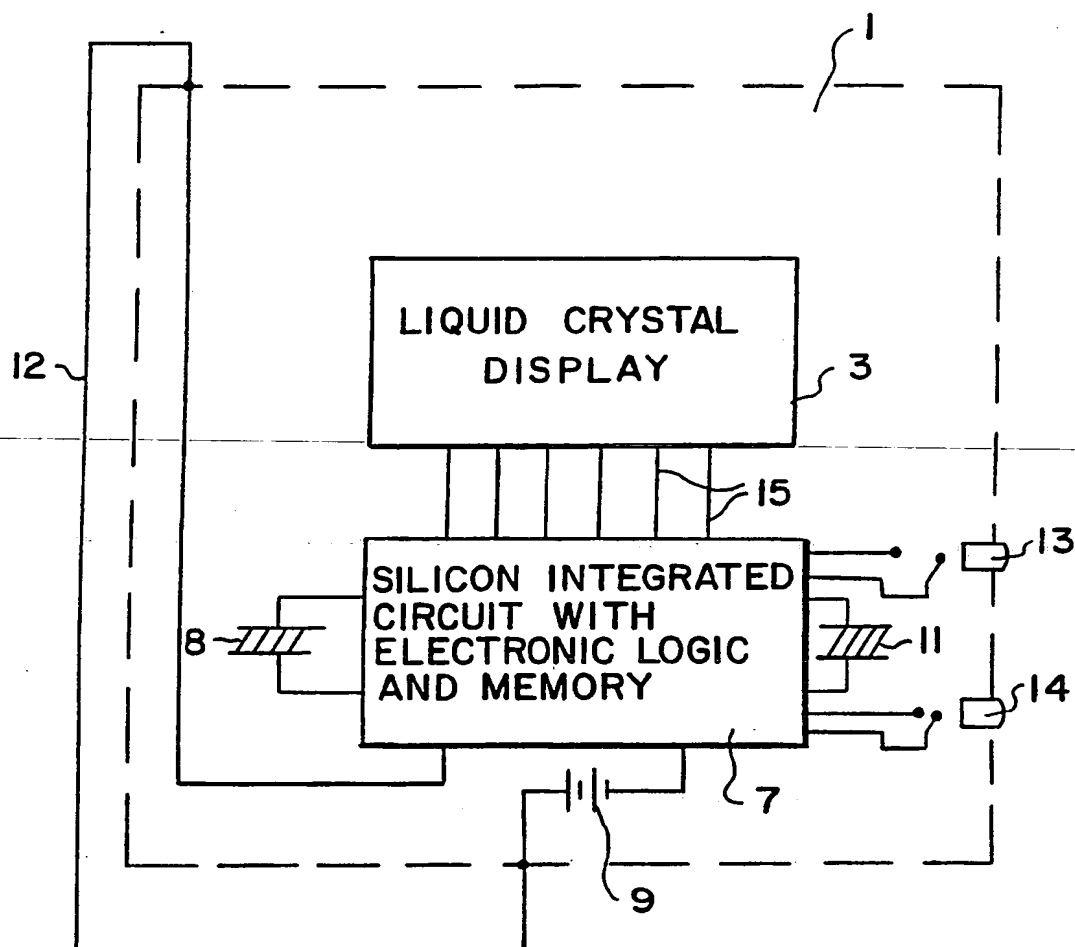 1
LIQUID CRYSTAL
DISPLAY
12
3
15
13
SILICON INTEGRATED
CIRCUIT WITH
ELECTRONIC LOGIC
AND MEMORY
8
11
14
7
9